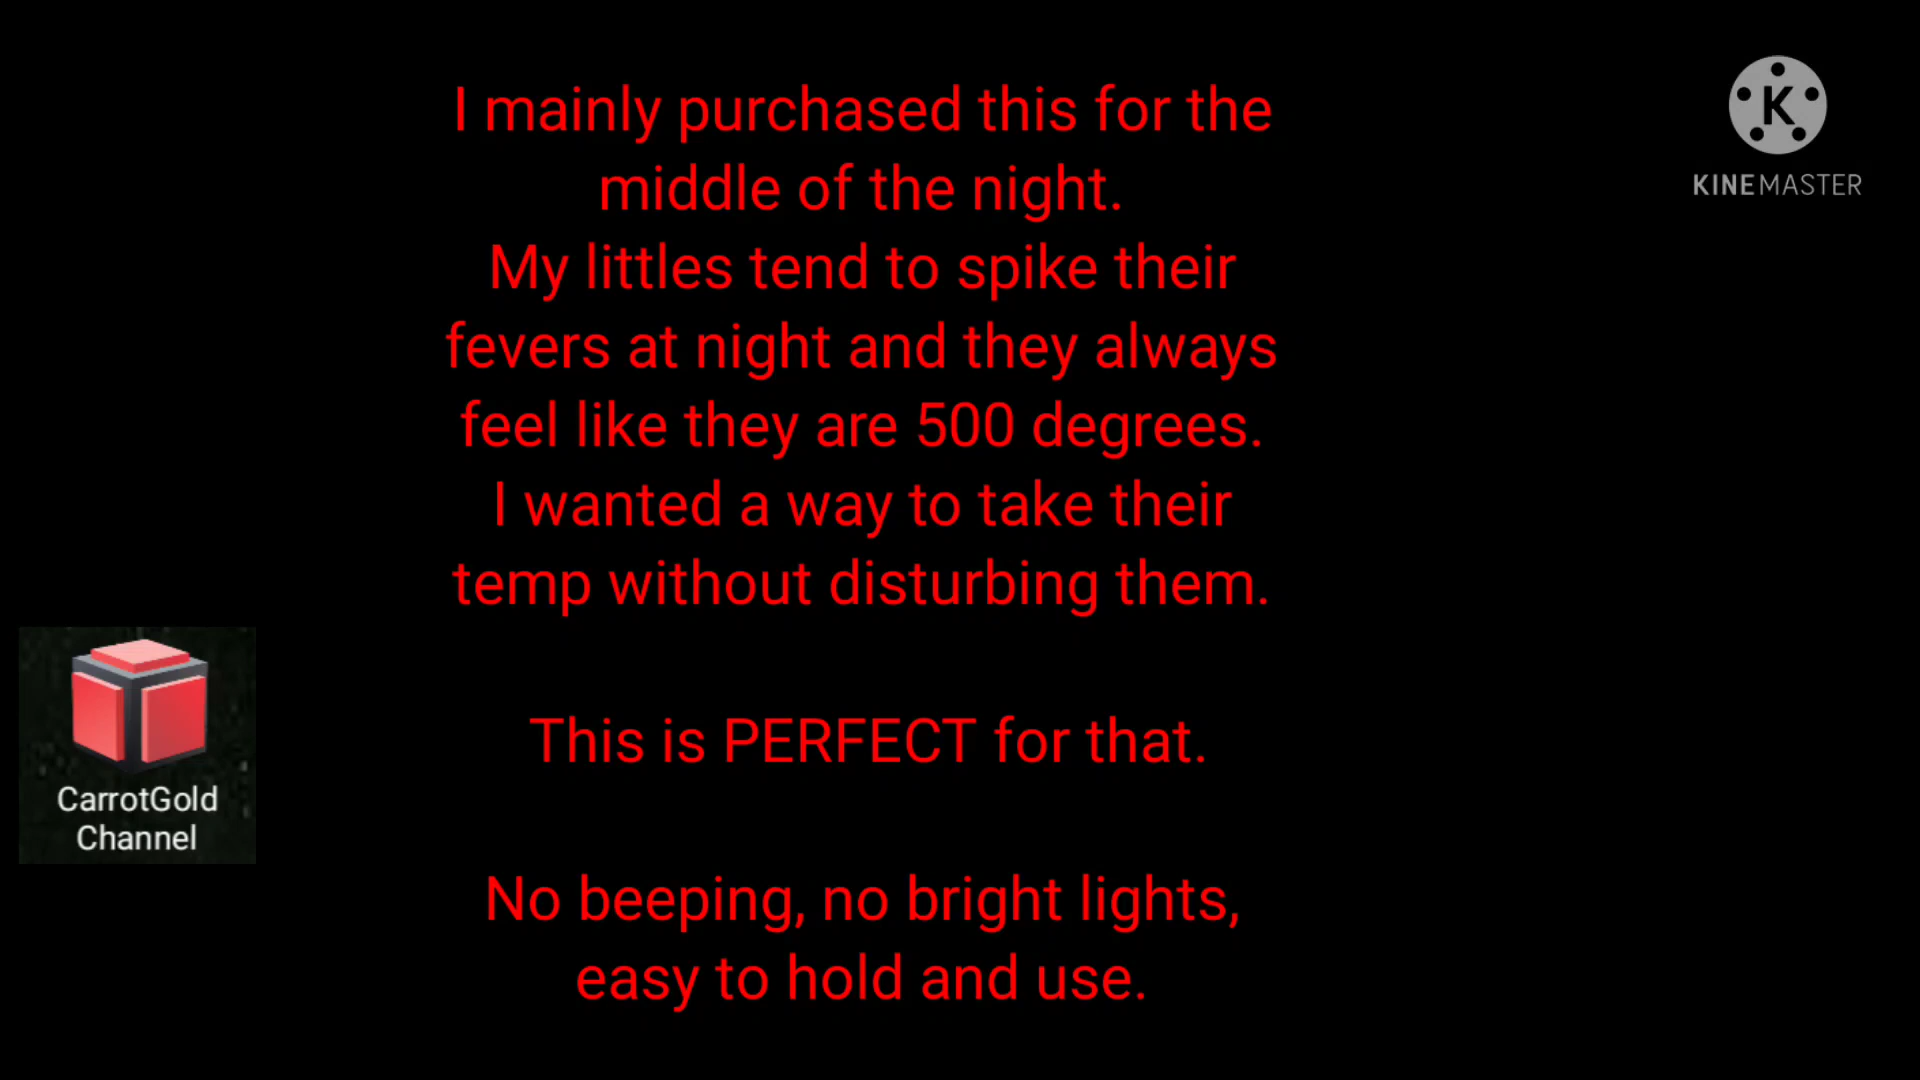 I mainly purchased this for the
middle of the night.
My littles tend to spike their
fevers at night and they always
feel like they are 500 degrees.
I wanted a way to take their
temp without disturbing them.
This is PERFECT for that.
No beeping, no bright lights,
easy to hold and use.
K
KINEMASTER
CarrotGold
Channel